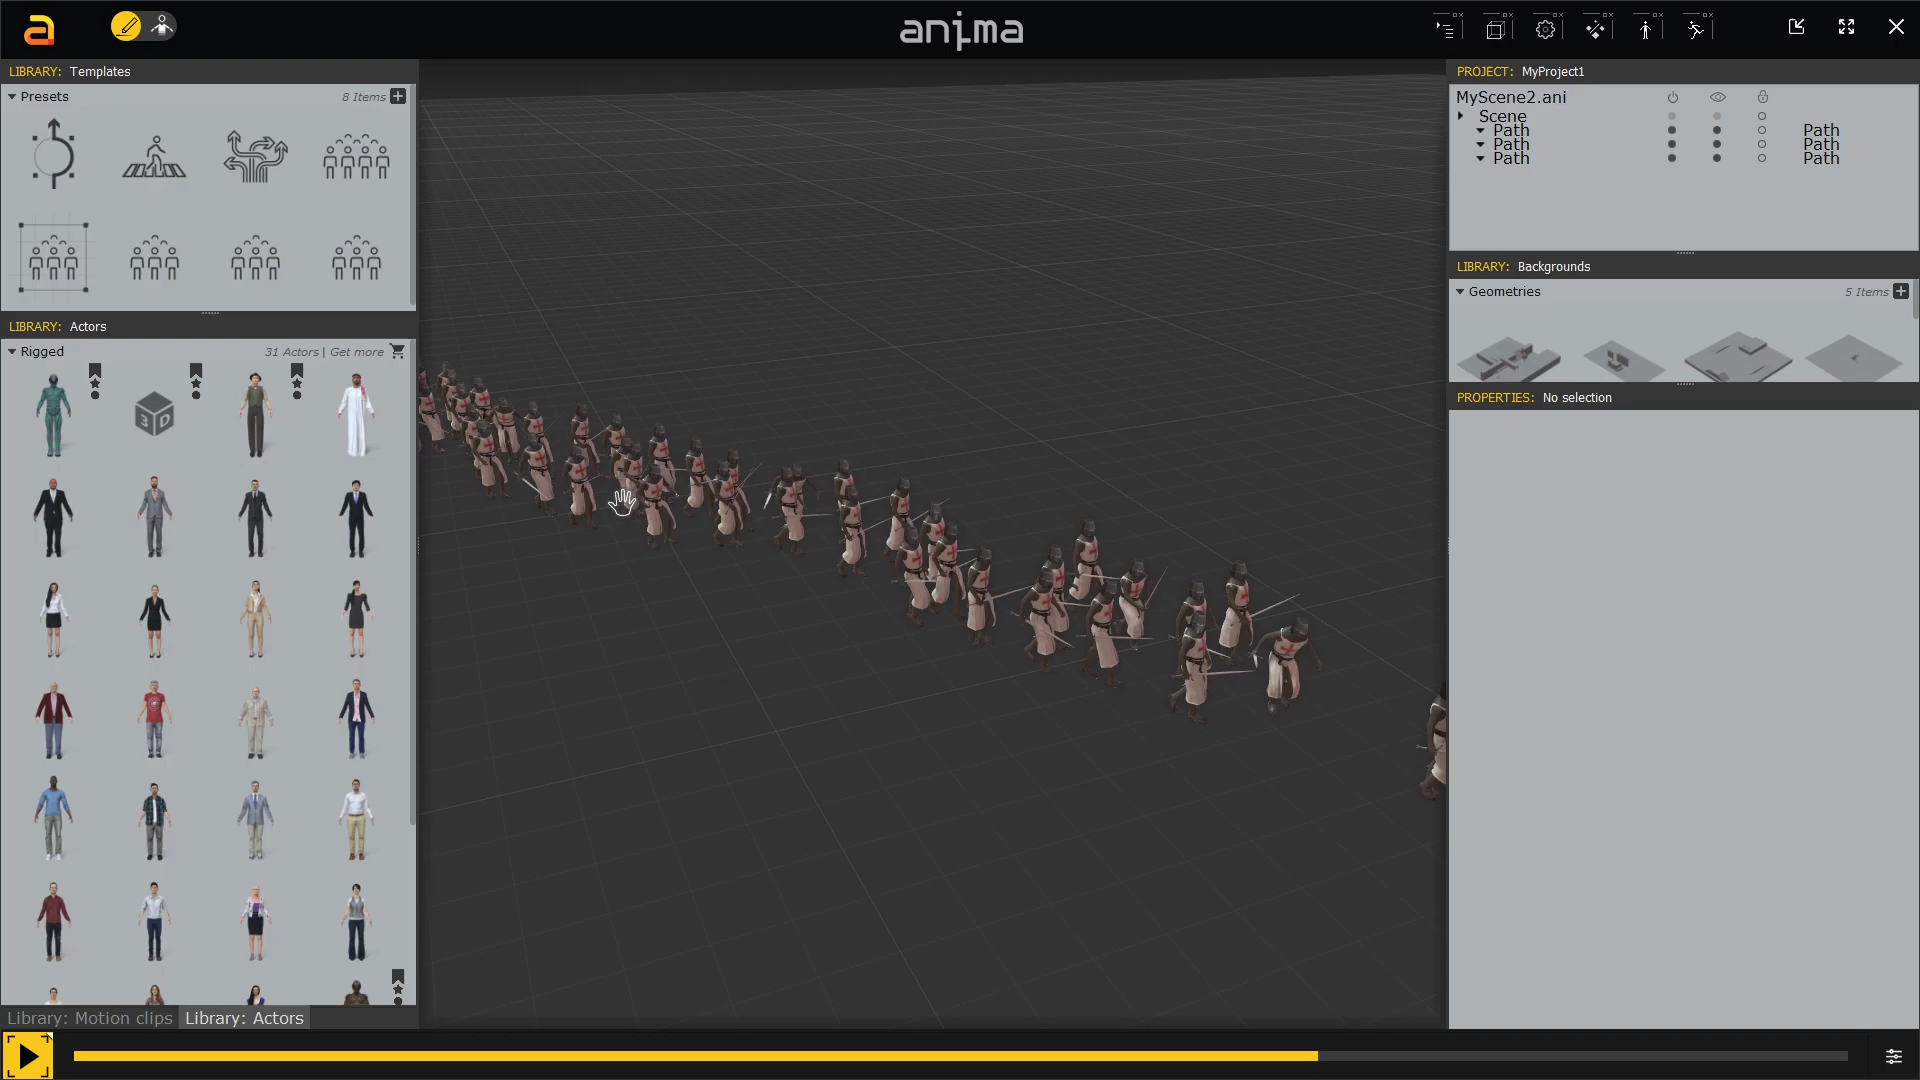 anima
LIBRARY: Templates
Presets
8 Items
LIBRARY: Actors
Rigged
31 Actors | Get more
3D
Library: Motion clips
Library: Actors
PROJECT: MyProject1
MyScene2.ani
Scene
Path Path
Path Path
Path Path
LIBRARY: Backgrounds
Geometries
5 Items
PROPERTIES: No selection